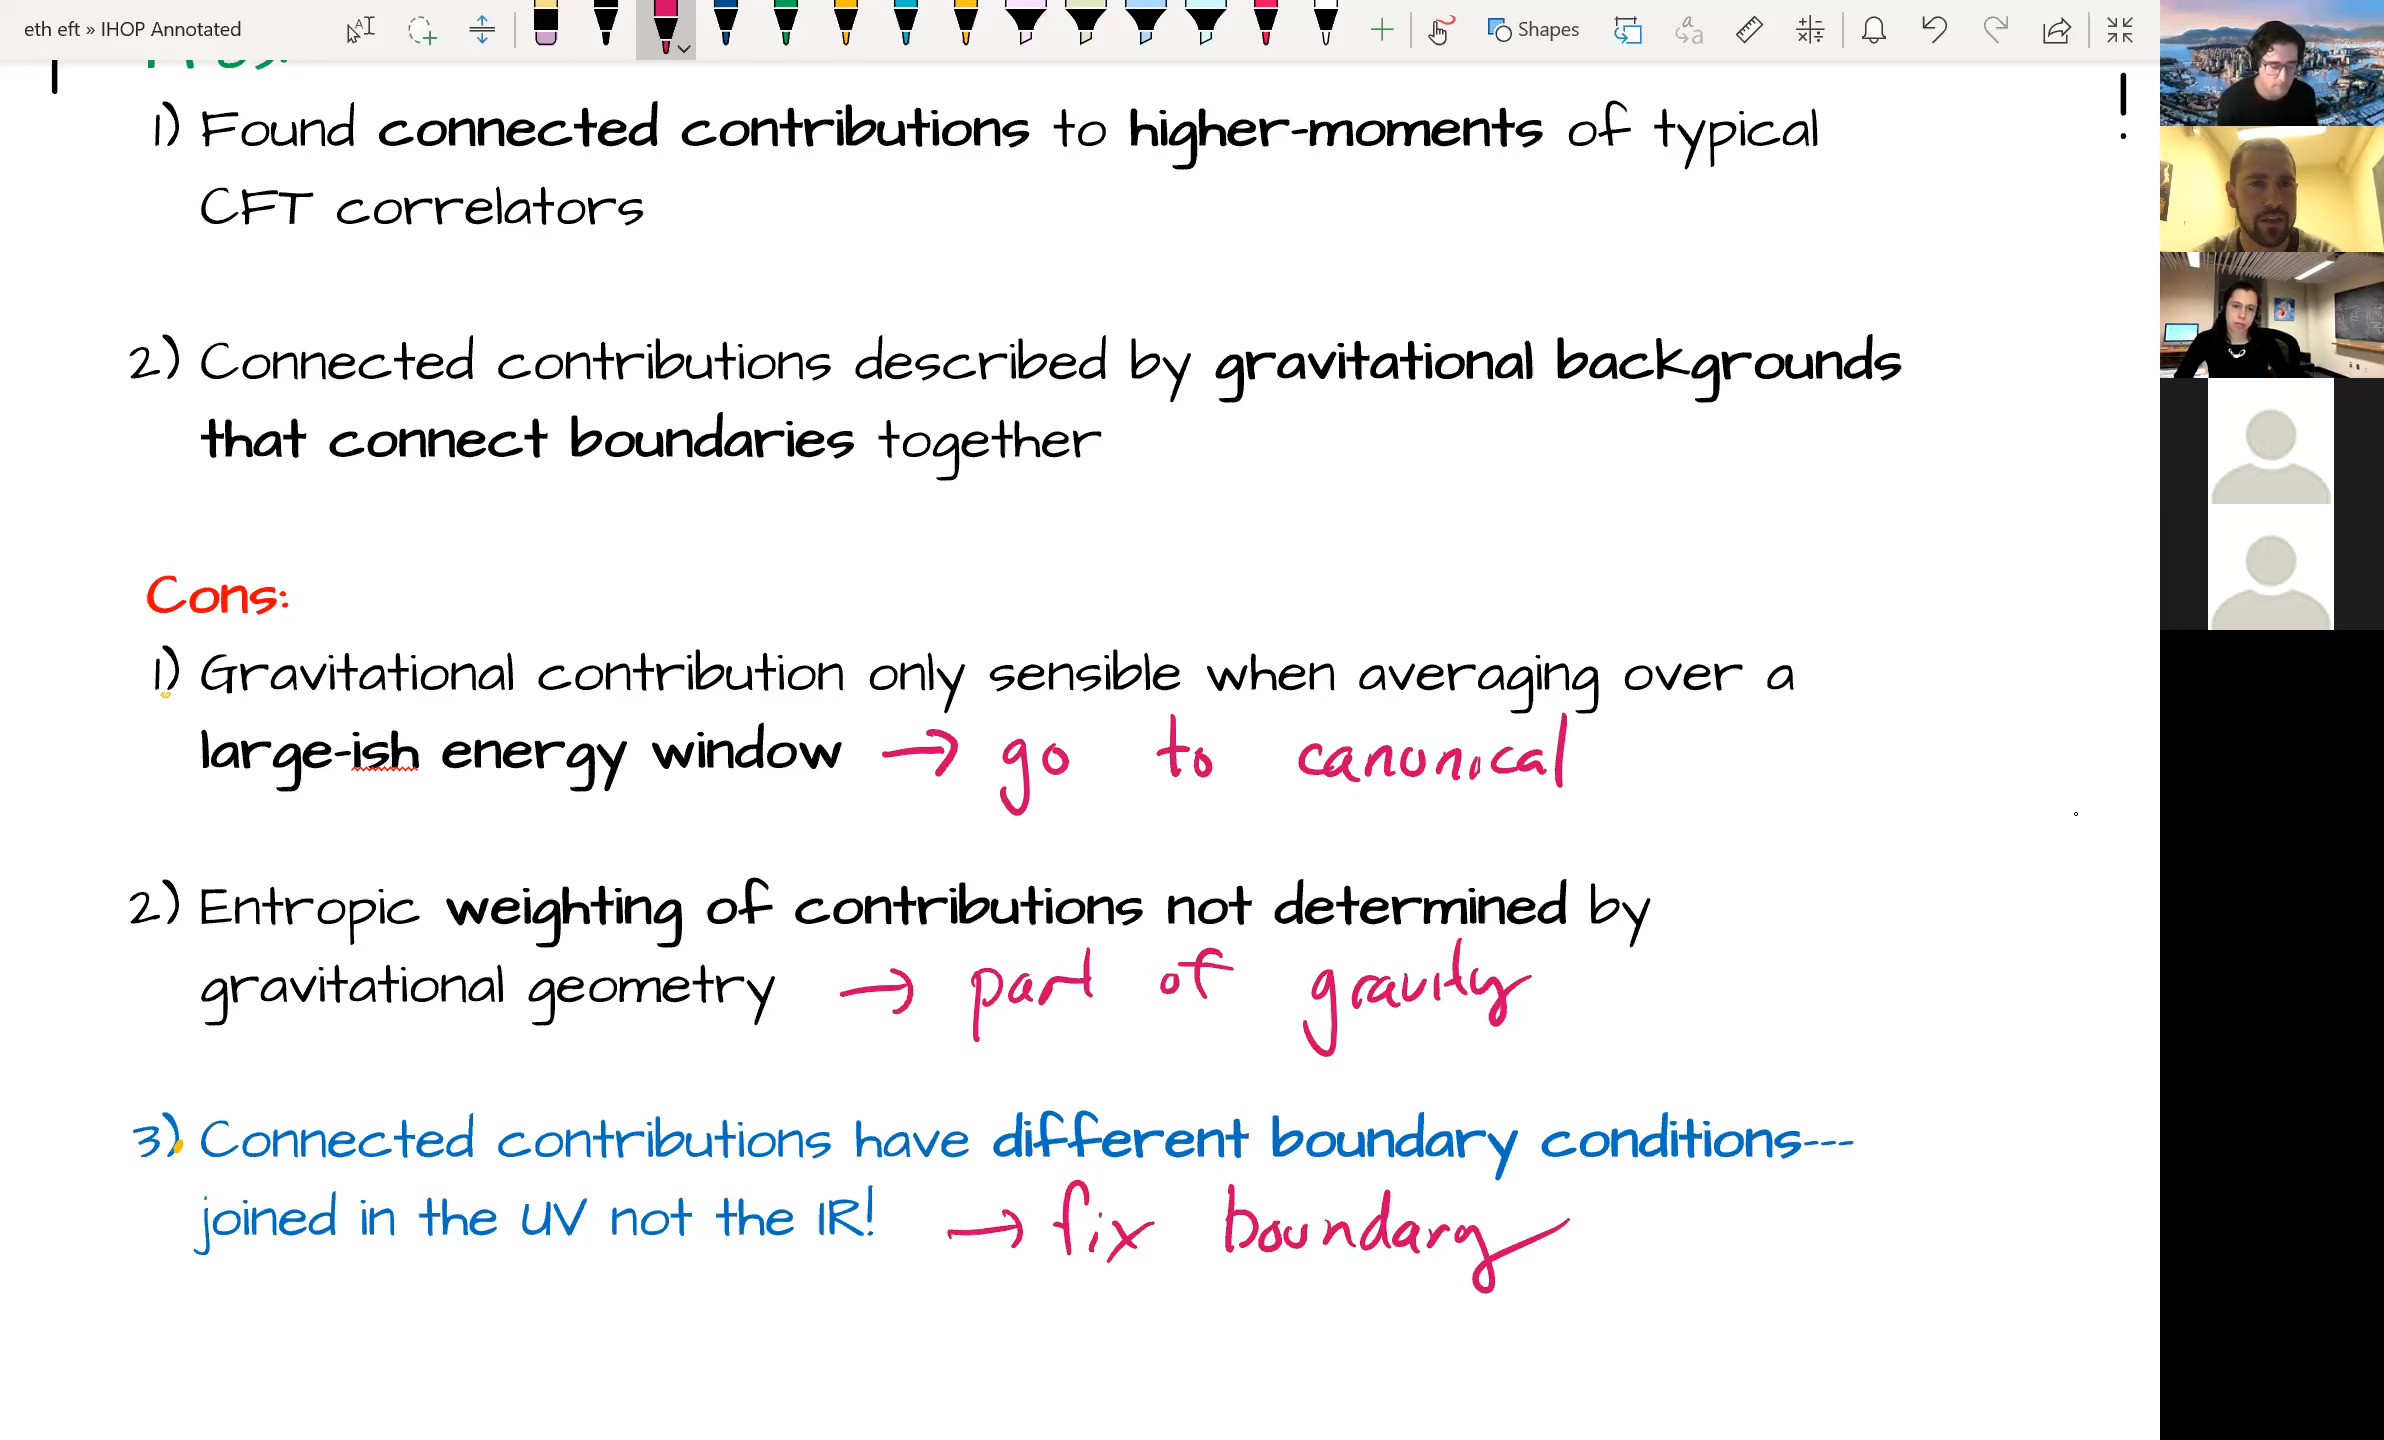 eth eft » IHOP Annotated
Shapes
1) Found connected contributions to higher-moments of typical
CFT correlators
2) Connected contributions described by gravitational backgrounds
that connect boundaries together
Cons:
1) Gravitational contribution only sensible when averaging over a
large-ish energy window → go to canonical
2) Entropic weighting of contributions not determined by
gravitational geometry → part of gravity
3) Connected contributions have different boundary conditions---
joined in the UV not the IR! → fix boundary